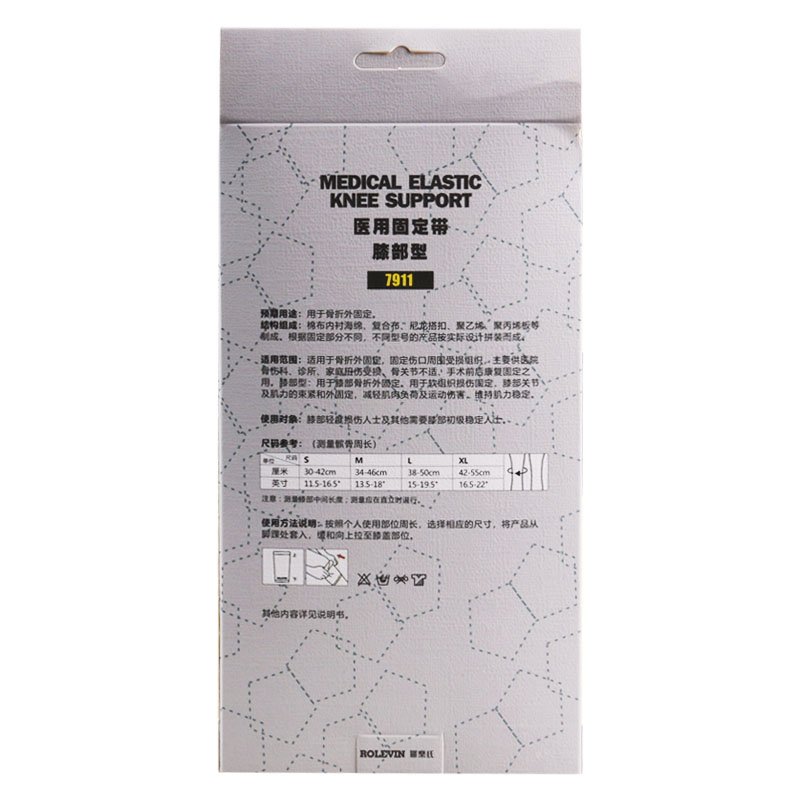 MEDICAL ELASTIC
KNEE SUPPORT
医用固定带
膝部型
7911
预期用途：用于骨折外固定。
结构组成：棉布内衬海绵、复合布、尼龙搭扣、聚乙烯、聚丙烯板等
制成。根据固定部分不同，不同型号的产品按实际设计拼装而成。
适用范围：适用于骨折外固定，固定伤口周围受损组织，主要供医院
骨伤科、诊所、家庭扭伤受损、骨关节不适、手术前后康复固定之
用。膝部型：用于膝部骨折外固定。用于软组织损伤固定，膝部关节
及肌力的束紧和外固定，减轻肌肉负荷及运动伤害。维持肌力稳定。
使用对象：膝部轻度损伤人士及其他需要膝部初级稳定人士。
尺码参考：（测量髌骨周长）
单位 尺码 S M L XL
厘米 30-42cm 34-46cm 38-50cm 42-55cm
英寸 11.5-16.5" 13.5-18" 15-19.5" 16.5-22"
注意：测量膝部中间长度；测量应在直立时进行。
使用方法说明：按照个人使用部位周长，选择相应的尺寸，将产品从
脚踝处套入，缓和向上拉至膝盖部位。
其他内容详见说明书。
ROLEVIN 羅樂氏